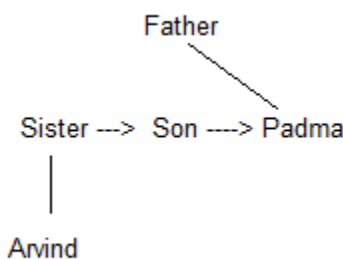 Father
Sister ---> Son ----> Padma
Arvind